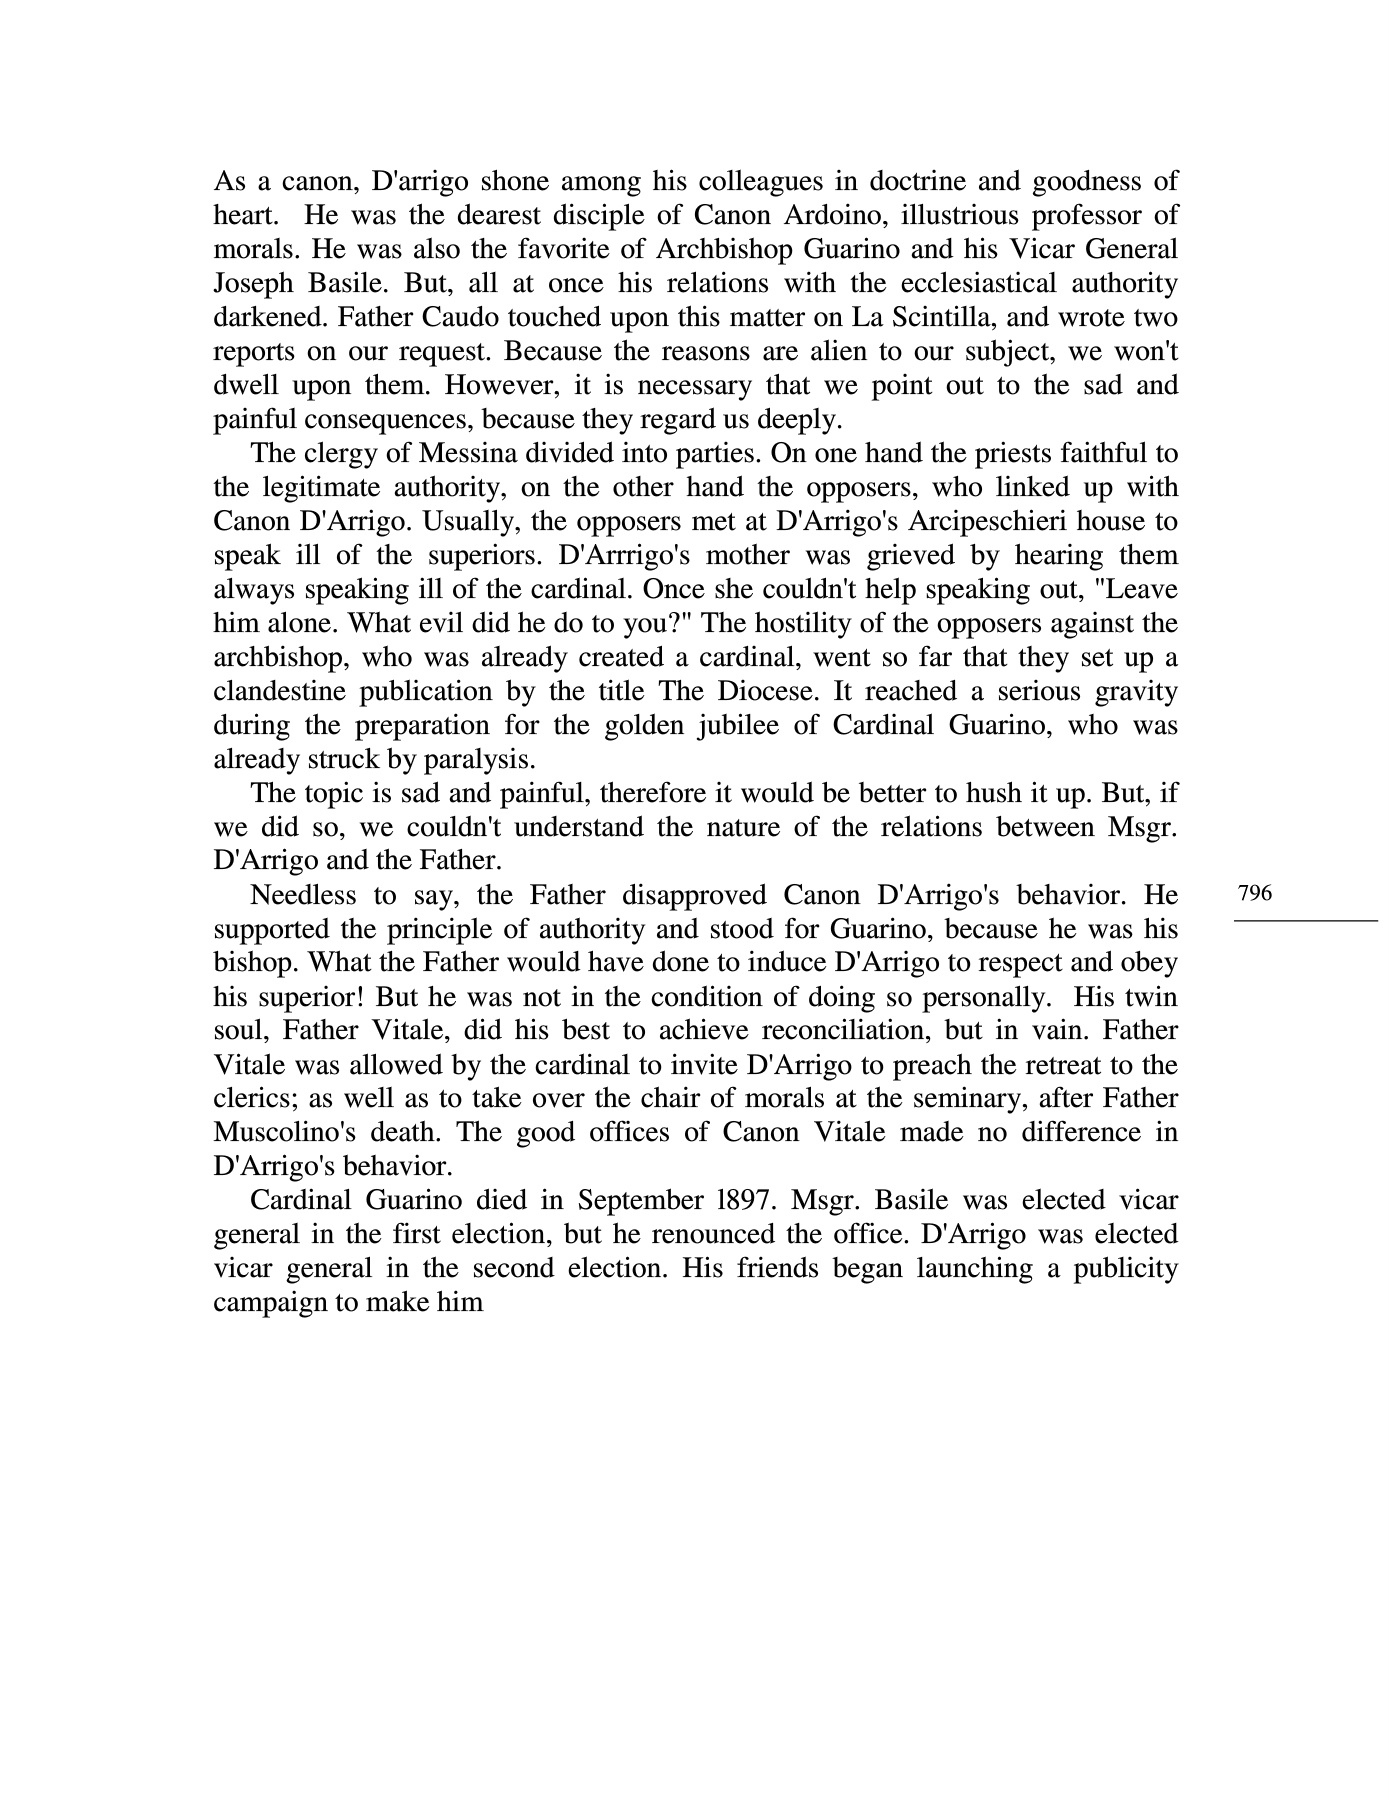 As a canon, D'arrigo shone among his colleagues in doctrine and goodness of
heart. He was the dearest disciple of Canon Ardoino, illustrious professor of
morals. He was also the favorite of Archbishop Guarino and his Vicar General
Joseph Basile. But, all at once his relations with the ecclesiastical authority
darkened. Father Caudo touched upon this matter on La Scintilla, and wrote two
reports on our request. Because the reasons are alien to our subject, we won't
dwell upon them. However, it is necessary that we point out to the sad and
painful consequences, because they regard us deeply.
The clergy of Messina divided into parties. On one hand the priests faithful to
the legitimate authority, on the other hand the opposers, who linked up with
Canon D'Arrigo. Usually, the opposers met at D'Arrigo's Arcipeschieri house to
speak ill of the superiors. D'Arrrigo's mother was grieved by hearing them
always speaking ill of the cardinal. Once she couldn't help speaking out, "Leave
him alone. What evil did he do to you?" The hostility of the opposers against the
archbishop, who was already created a cardinal, went so far that they set up a
clandestine publication by the title The Diocese. It reached a serious gravity
during the preparation for the golden jubilee of Cardinal Guarino, who was
already struck by paralysis.
The topic is sad and painful, therefore it would be better to hush it up. But, if
we did so, we couldn't understand the nature of the relations between Msgr.
D'Arrigo and the Father.
Needless to say, the Father disapproved Canon D'Arrigo's behavior. He
supported the principle of authority and stood for Guarino, because he was his
bishop. What the Father would have done to induce D'Arrigo to respect and obey
his superior! But he was not in the condition of doing so personally. His twin
soul, Father Vitale, did his best to achieve reconciliation, but in vain. Father
Vitale was allowed by the cardinal to invite D'Arrigo to preach the retreat to the
clerics; as well as to take over the chair of morals at the seminary, after Father
Muscolino's death. The good offices of Canon Vitale made no difference in
D'Arrigo's behavior.
Cardinal Guarino died in September 1897. Msgr. Basile was elected vicar
general in the first election, but he renounced the office. D'Arrigo was elected
vicar general in the second election. His friends began launching a publicity
campaign to make him
796